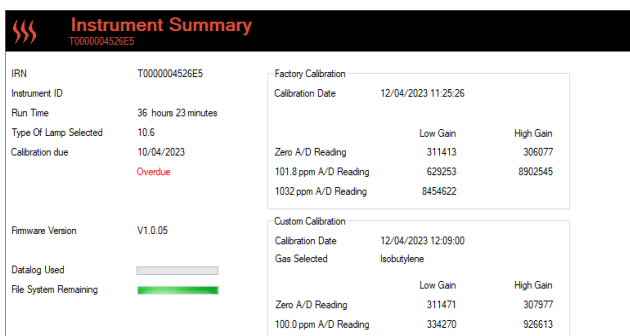 Instrument Summary
T0000004526E5
IRN T0000004526E5
Instrument ID
Run Time 36 hours 23 minutes
Type Of Lamp Selected 10.6
Calibration due 10/04/2023
Overdue
Firmware Version V1.0.05
Datalog Used
File System Remaining
Factory Calibration
Calibration Date 12/04/2023 11:25:26
Low Gain High Gain
Zero A/D Reading 311413 306077
101.8 ppm A/D Reading 629253 8902545
1032 ppm A/D Reading 8454622
Custom Calibration
Calibration Date 12/04/2023 12:09:00
Gas Selected Isobutylene
Low Gain High Gain
Zero A/D Reading 311471 307977
100.0 ppm A/D Reading 334270 926613